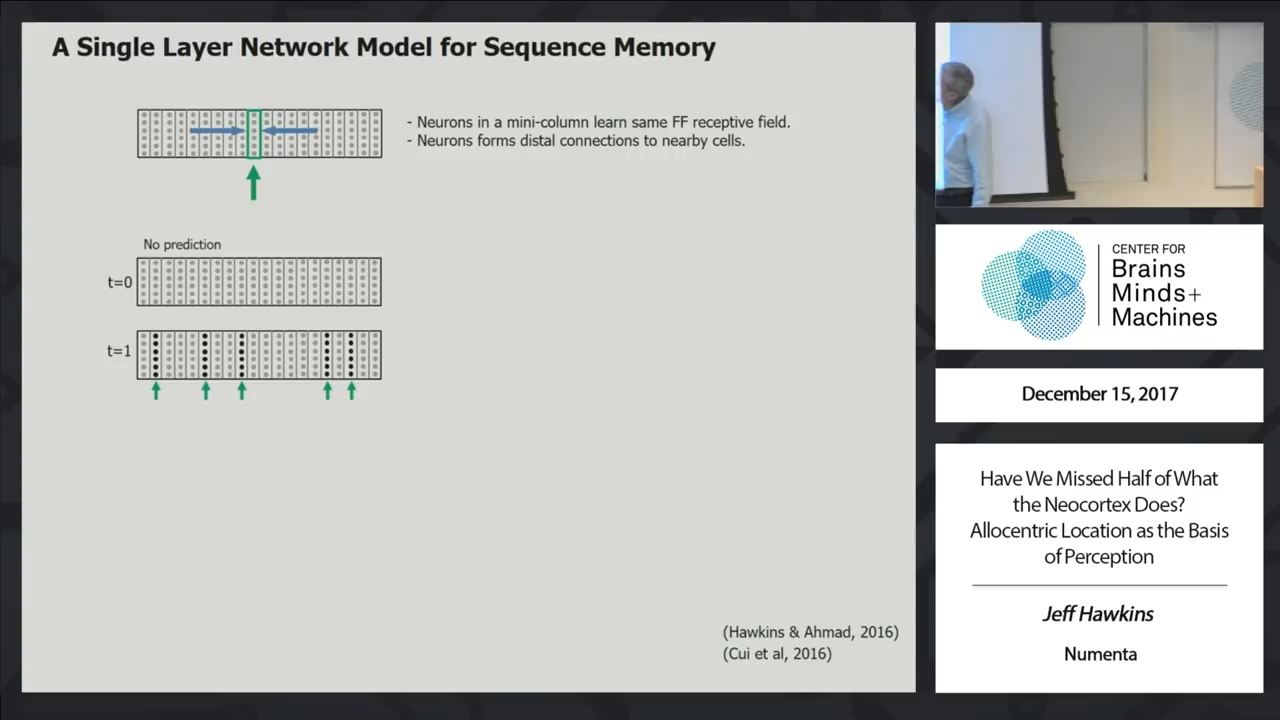 A Single Layer Network Model for Sequence Memory
- Neurons in a mini-column learn same FF receptive field.
- Neurons forms distal connections to nearby cells.
No prediction
t=0
t=1
(Hawkins & Ahmad, 2016)
(Cui et al, 2016)
CENTER FOR
Brains
Minds+
Machines
December 15, 2017
Have We Missed Half of What
the Neocortex Does?
Allocentric Location as the Basis
of Perception
Jeff Hawkins
Numenta